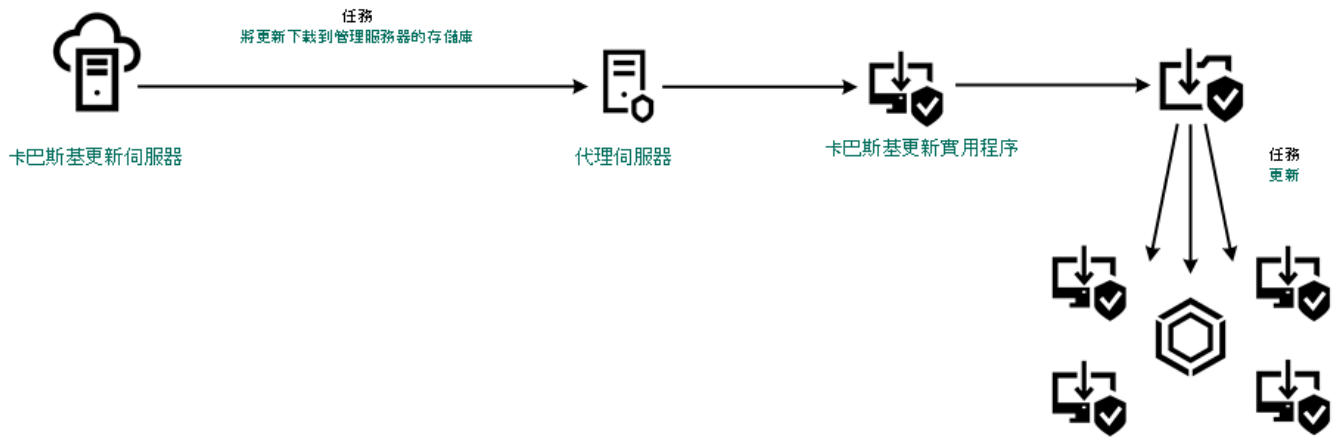 任務
將更新下載到管理服務器的存儲庫
卡巴斯基更新伺服器
代理伺服器
卡巴斯基更新實用程序
任務
更新